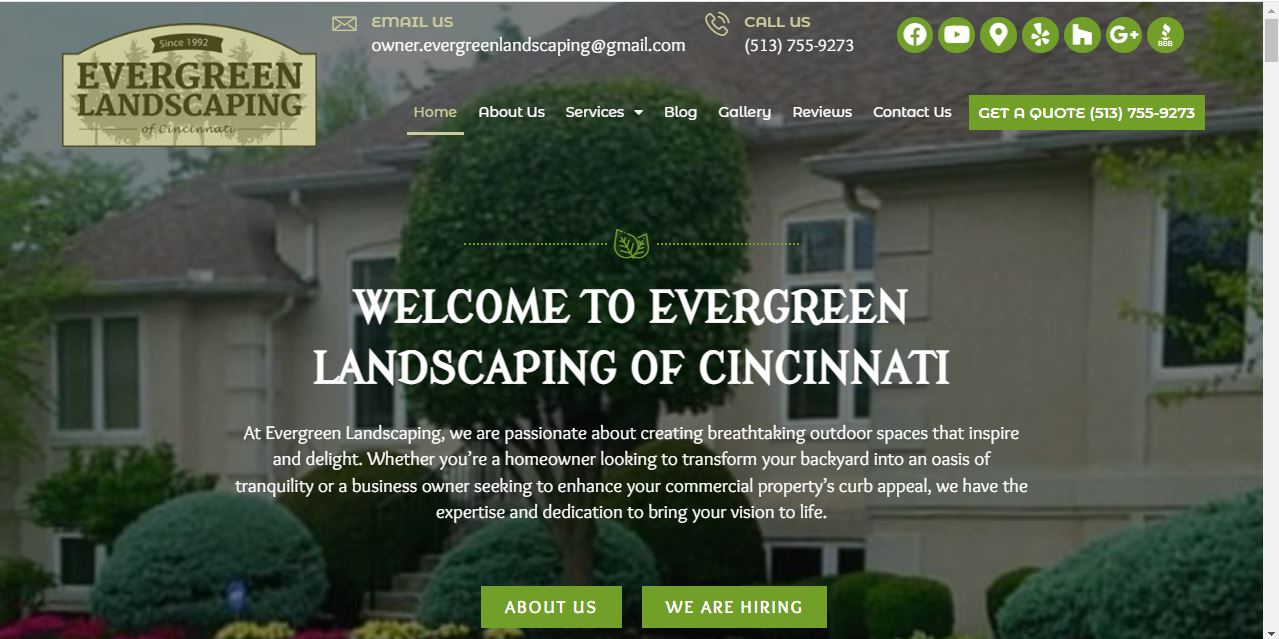 Since 1992
EVERGREEN
LANDSCAPING
of Cincinnati
EMAIL US
owner.evergreenlandscaping@gmail.com
CALL US
(513) 755-9273
G+
BBB
Home About Us Services Blog Gallery Reviews Contact Us GET A QUOTE (513) 755-9273
WELCOME TO EVERGREEN
LANDSCAPING OF CINCINNATI
At Evergreen Landscaping, we are passionate about creating breathtaking outdoor spaces that inspire
and delight. Whether you’re a homeowner looking to transform your backyard into an oasis of
tranquility or a business owner seeking to enhance your commercial property’s curb appeal, we have the
expertise and dedication to bring your vision to life.
ABOUT US WE ARE HIRING